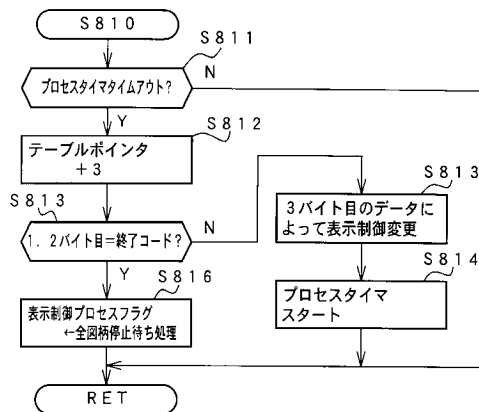 S810
S811
プロセスタイマタイムアウト?
N
Y
S812
テーブルポインタ
+3
S813
1. 2バイト目=終了コード?
N
Y
S813
3バイト目のデータに
よって表示制御変更
S814
プロセスタイマ
スタート
S816
表示制御プロセスフラグ
←全図柄停止待ち処理
RET